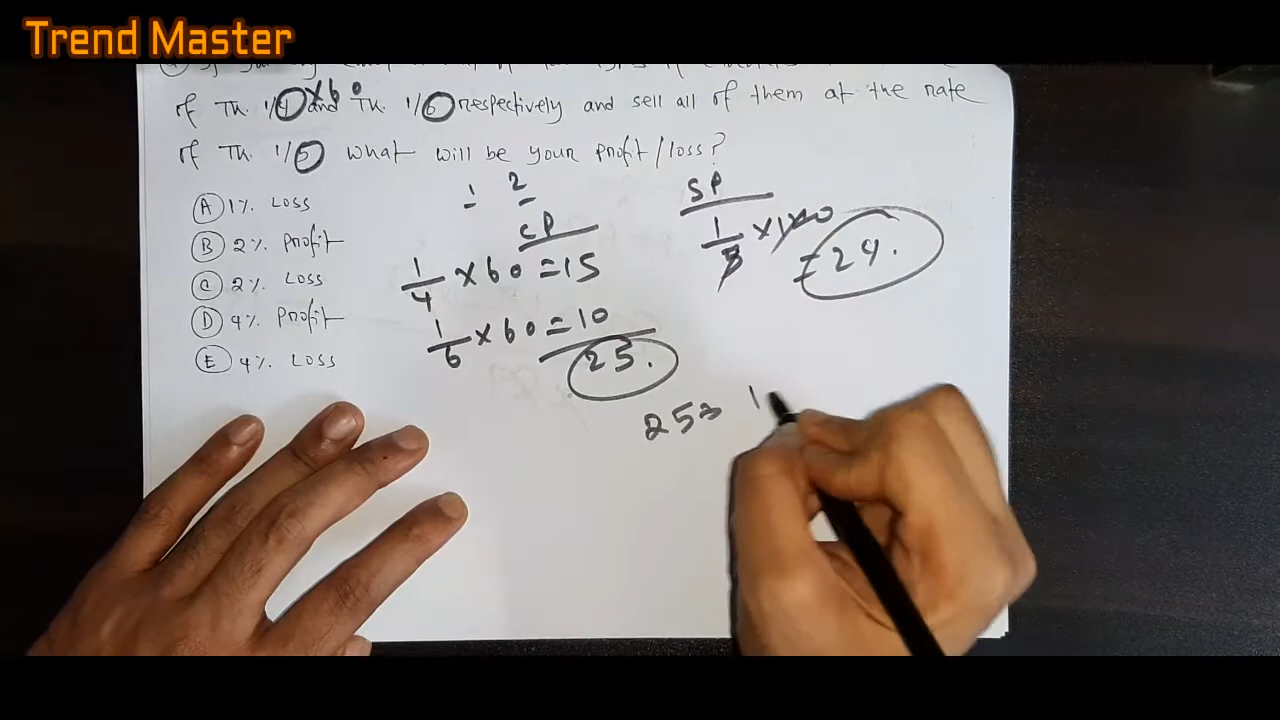 Trend Master
of Tk. 1/4 and Tk. 1/6 respectively and sell all of them at the rate
×60
of Tk. 1/5 what will be your profit/loss?
A 1% Loss
B 2% Profit
C 2% Loss
D 4% Profit
E 4% Loss
1 2
CP
1/4 × 60 = 15
1/6 × 60 = 10
25.
SP
1/5 × 120
= 24.
25